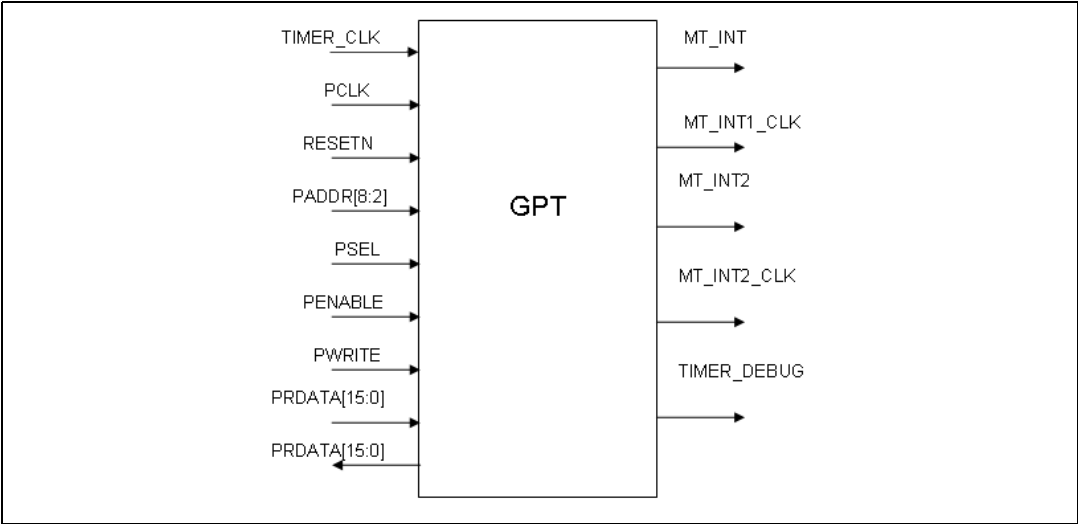 TIMER_CLK
PCLK
RESETN
PADDR[8:2]
PSEL
PENABLE
PWRITE
PRDATA[15:0]
PRDATA[15:0]
GPT
MT_INT
MT_INT1_CLK
MT_INT2
MT_INT2_CLK
TIMER_DEBUG